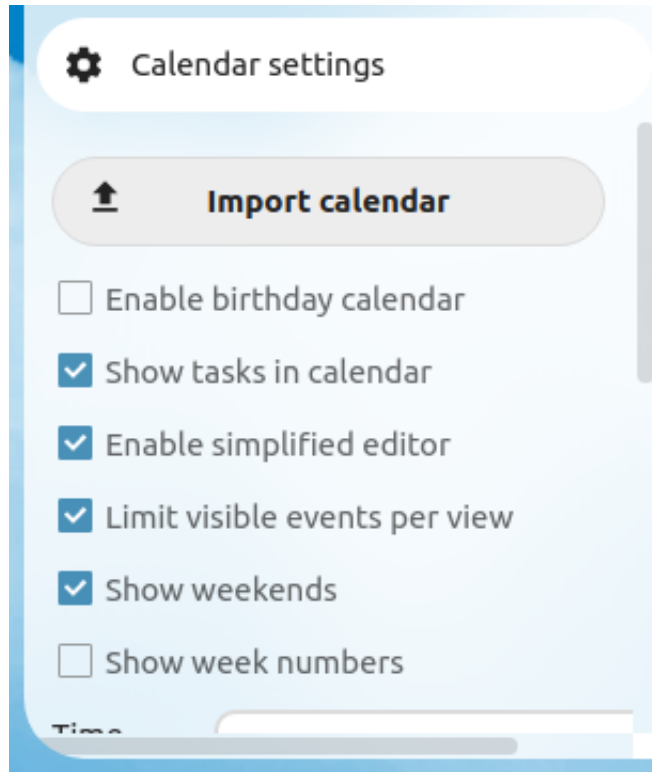 Calendar settings
Import calendar
Enable birthday calendar
Show tasks in calendar
Enable simplified editor
Limit visible events per view
Show weekends
Show week numbers
Time